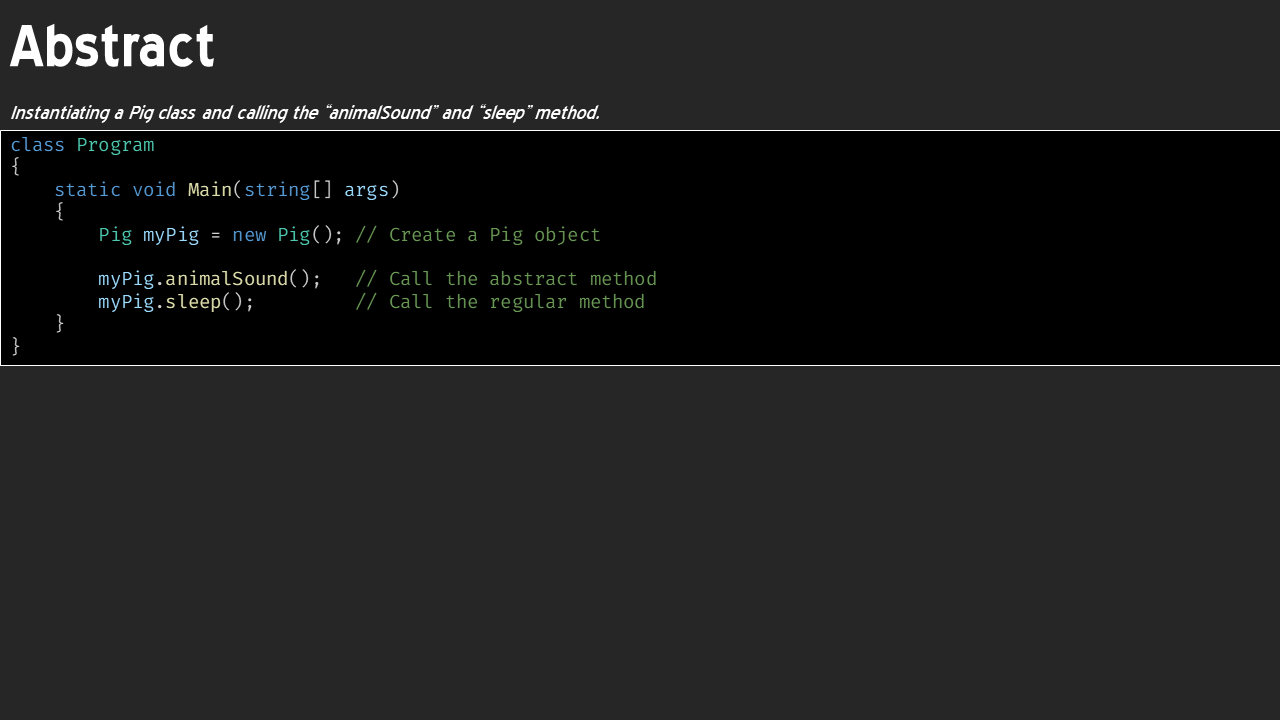 Abstract
Instantiating a Pig class and calling the “animalSound” and “sleep” method.
class Program
{
    static void Main(string[] args)
    {
        Pig myPig = new Pig(); // Create a Pig object

        myPig.animalSound();   // Call the abstract method
        myPig.sleep();         // Call the regular method
    }
}